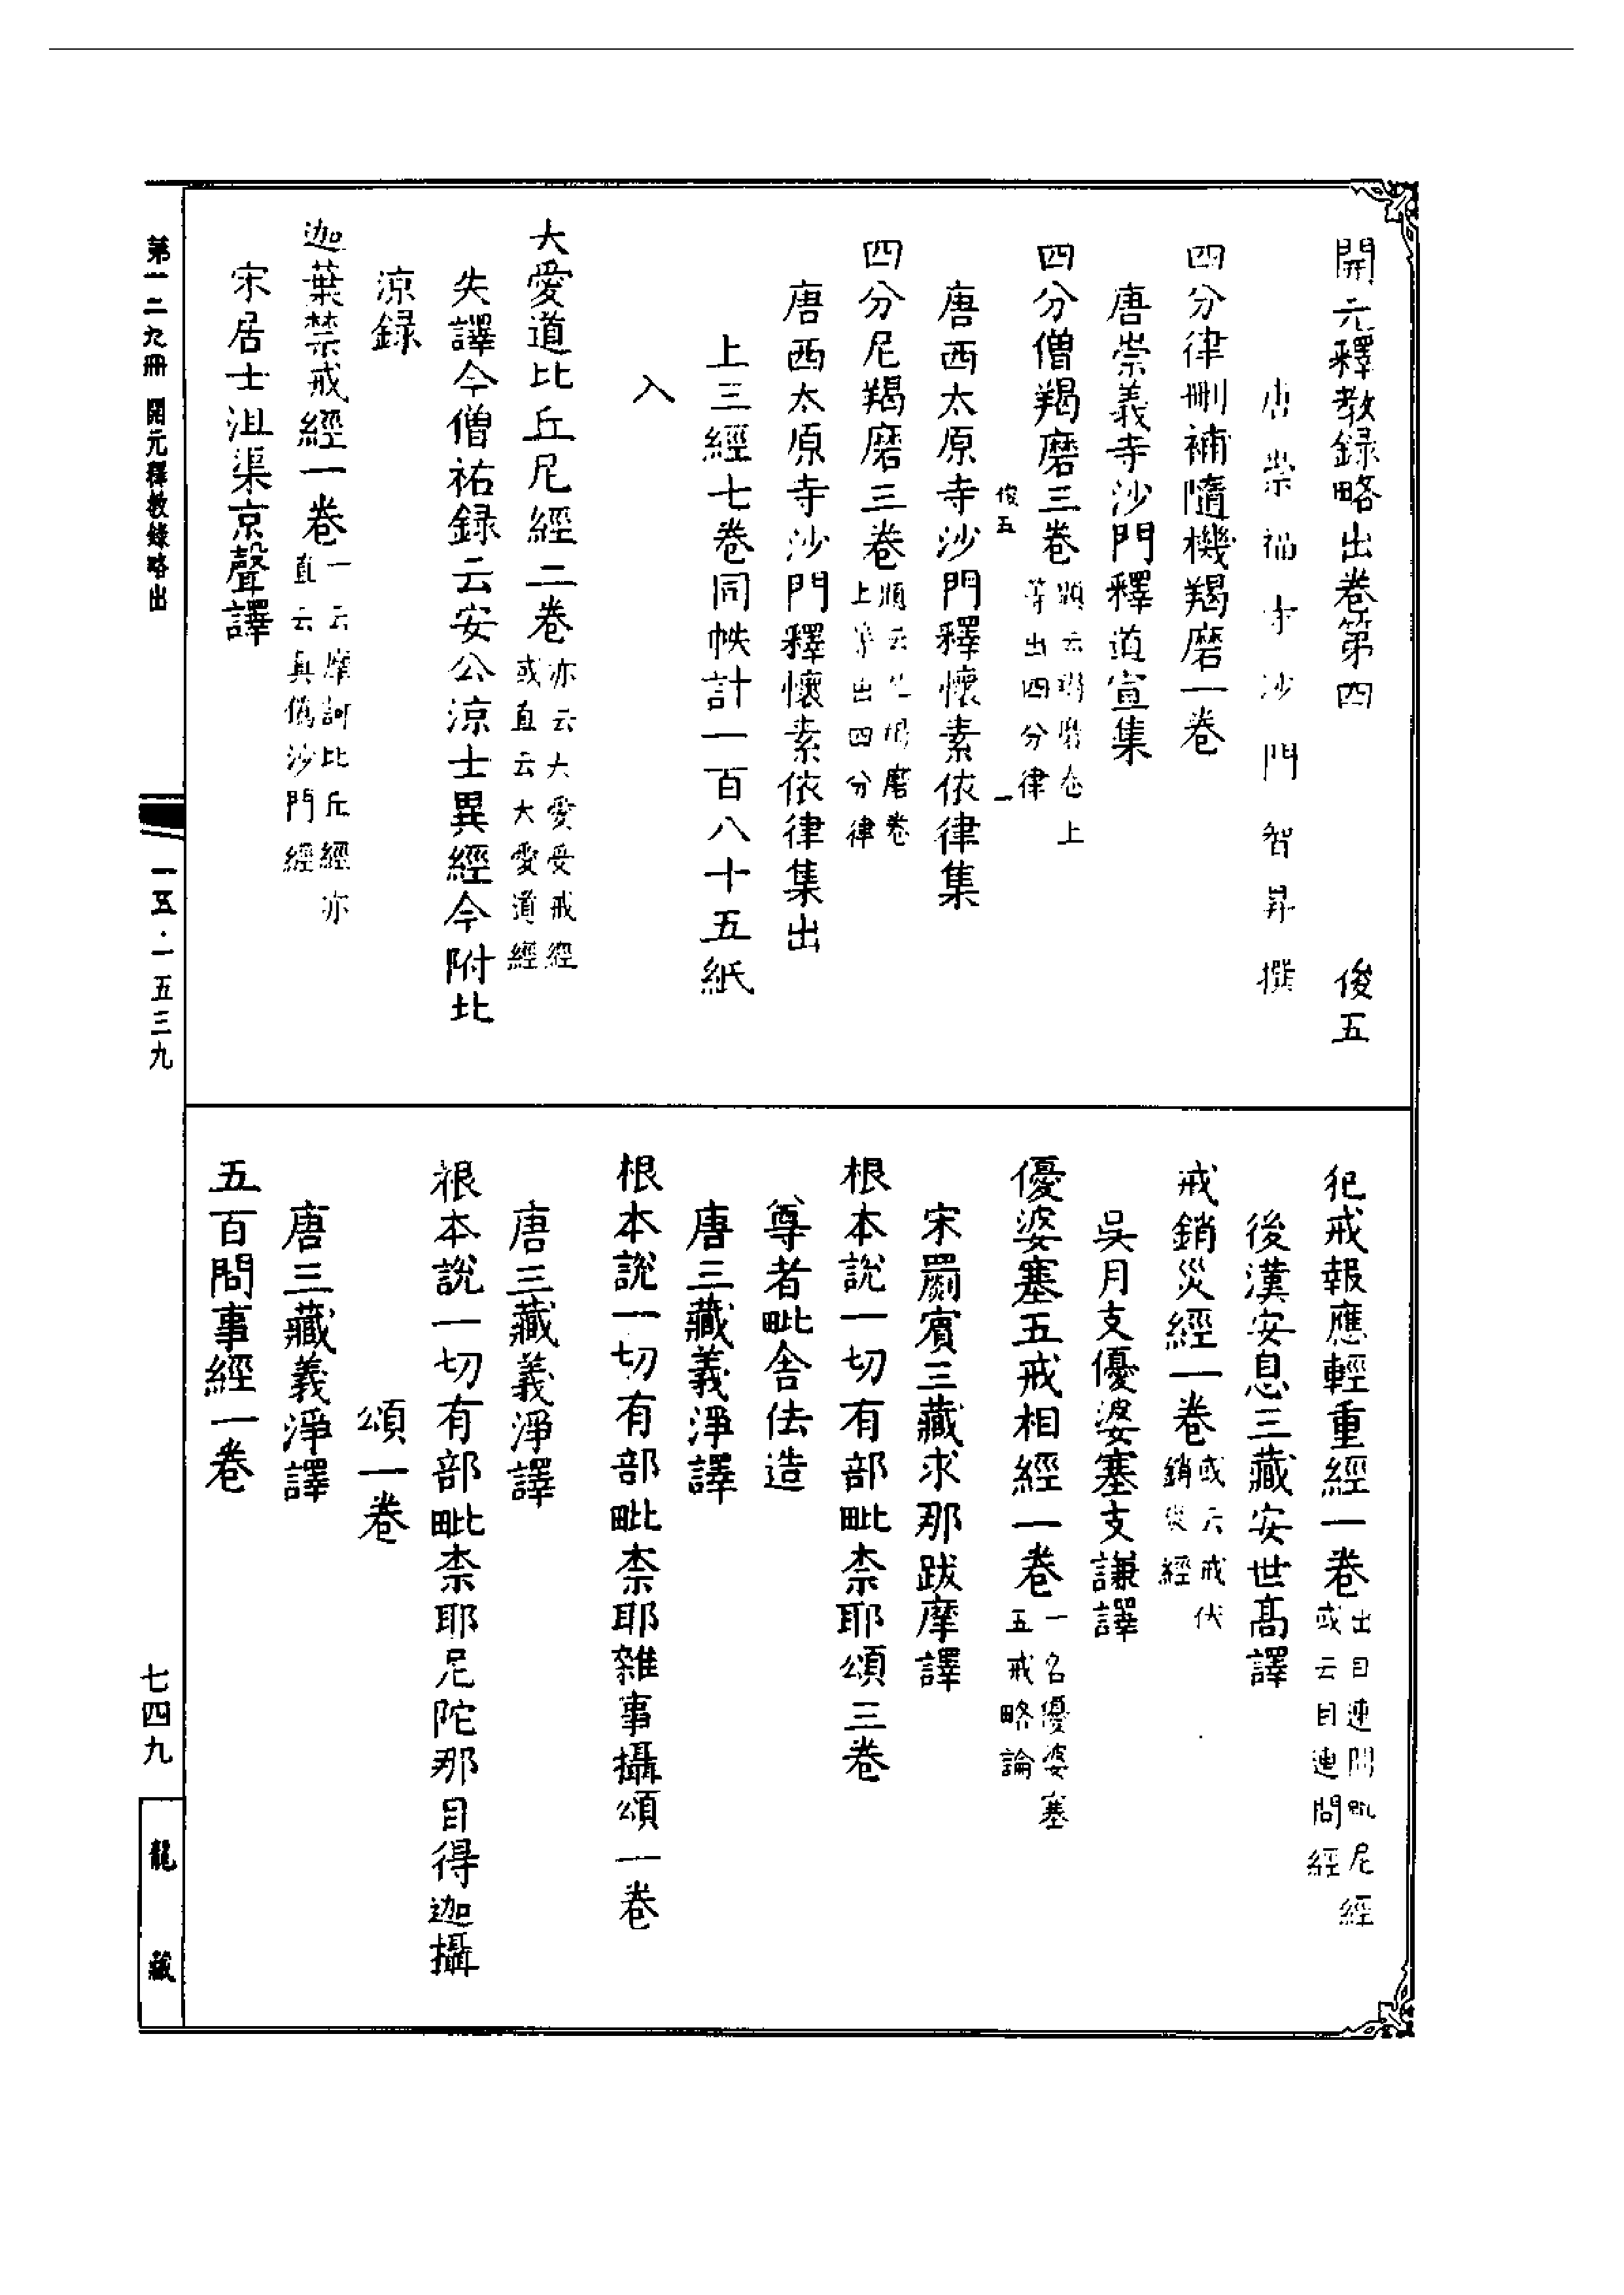 開元釋教録略出卷第四 俊五
唐崇福寺沙門智昇撰
四分律刪補隨機羯磨一卷
唐崇義寺沙門釋道宣集
四分僧羯磨三卷題云羯磨卷上
等出四分律
俊五 一
唐西太原寺沙門釋懷素依律集
四分尼羯磨三卷題云尼羯磨卷
上等出四分律
唐西太原寺沙門釋懷素依律集出
上三經七卷同帙計一百八十五紙
入
大愛道比丘尼經二卷亦云大愛受戒經
或直云大愛道經
失譯今僧祐録云安公涼士異經今附北
涼録
迦葉禁戒經一卷一云摩訶比丘經亦
直云真僞沙門經
宋居士沮渠京聲譯
犯戒報應輕重經一卷出目連問毗尼經
或云目連問經
後漢安息三藏安世髙譯
戒銷災經一卷或云戒伏
銷災經
吳月支優婆塞支謙譯
優婆塞五戒相經一卷一名優婆塞
五戒略論
宋罽賓三藏求那跋摩譯
根本說一切有部毗柰耶頌三卷
尊者毗舍佉造
唐三藏義淨譯
根本說一切有部毗柰耶雜事攝頌一卷
唐三藏義淨譯
根本說一切有部毗柰耶尼陀那目得迦攝
頌一卷
唐三藏義淨譯
五百問事經一卷
第一二九冊 開元釋教錄略出
一五·一五三九
七四九
龍藏